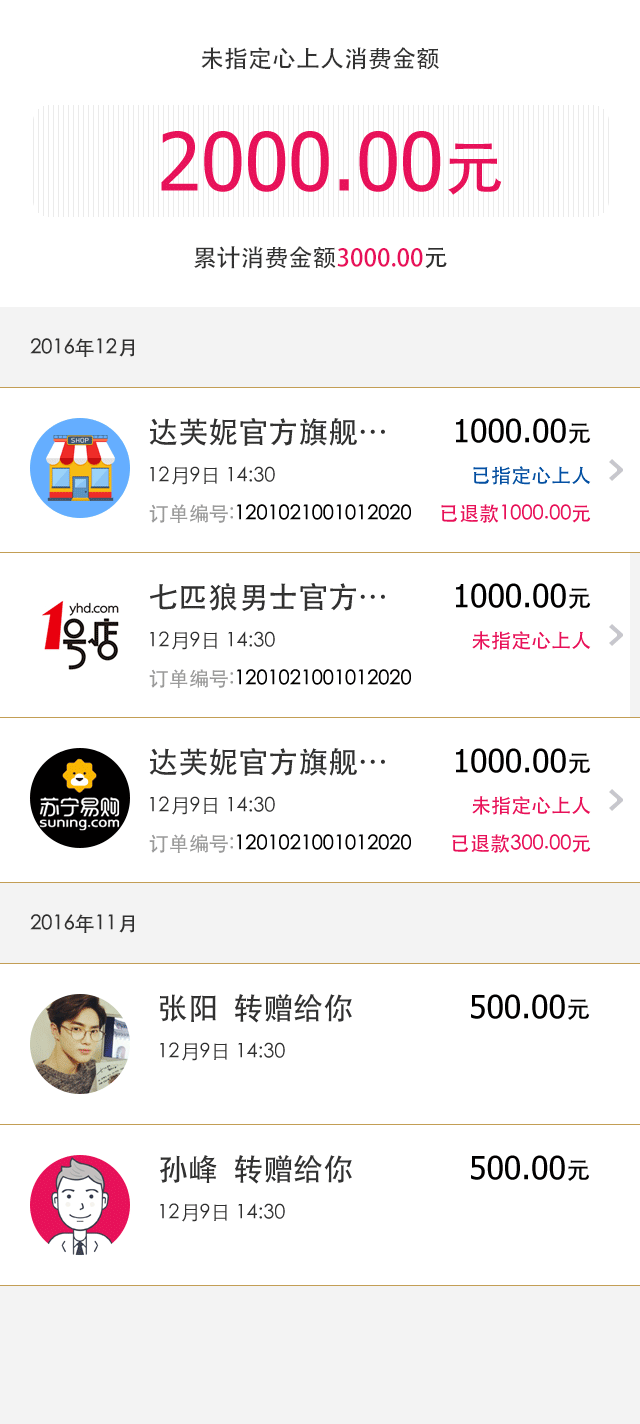 未指定心上人消费金额
2000.00元
累计消费金额3000.00元
2016年12月
SHOP
达芙妮官方旗舰… 1000.00元
12月9日 14:30 已指定心上人
订单编号:1201021001012020 已退款1000.00元
yhd.com
1号店
七匹狼男士官方… 1000.00元
12月9日 14:30 未指定心上人
订单编号:1201021001012020
苏宁易购
suning.com
达芙妮官方旗舰… 1000.00元
12月9日 14:30 未指定心上人
订单编号:1201021001012020 已退款300.00元
2016年11月
张阳 转赠给你 500.00元
12月9日 14:30
孙峰 转赠给你 500.00元
12月9日 14:30